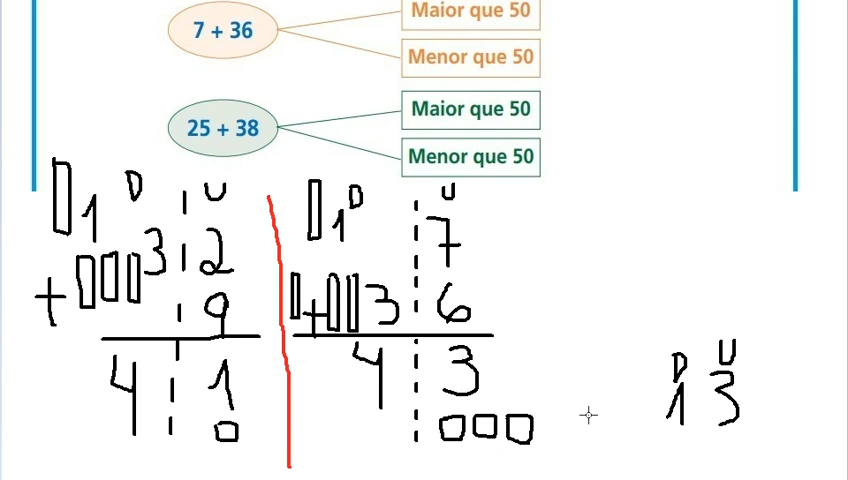 Maior que 50
7 + 36
Menor que 50
Maior que 50
25 + 38
Menor que 50
D U
1
3 2
+ 9
4 1
D U
1
7
+ 3 6
4 3
D U
1 3